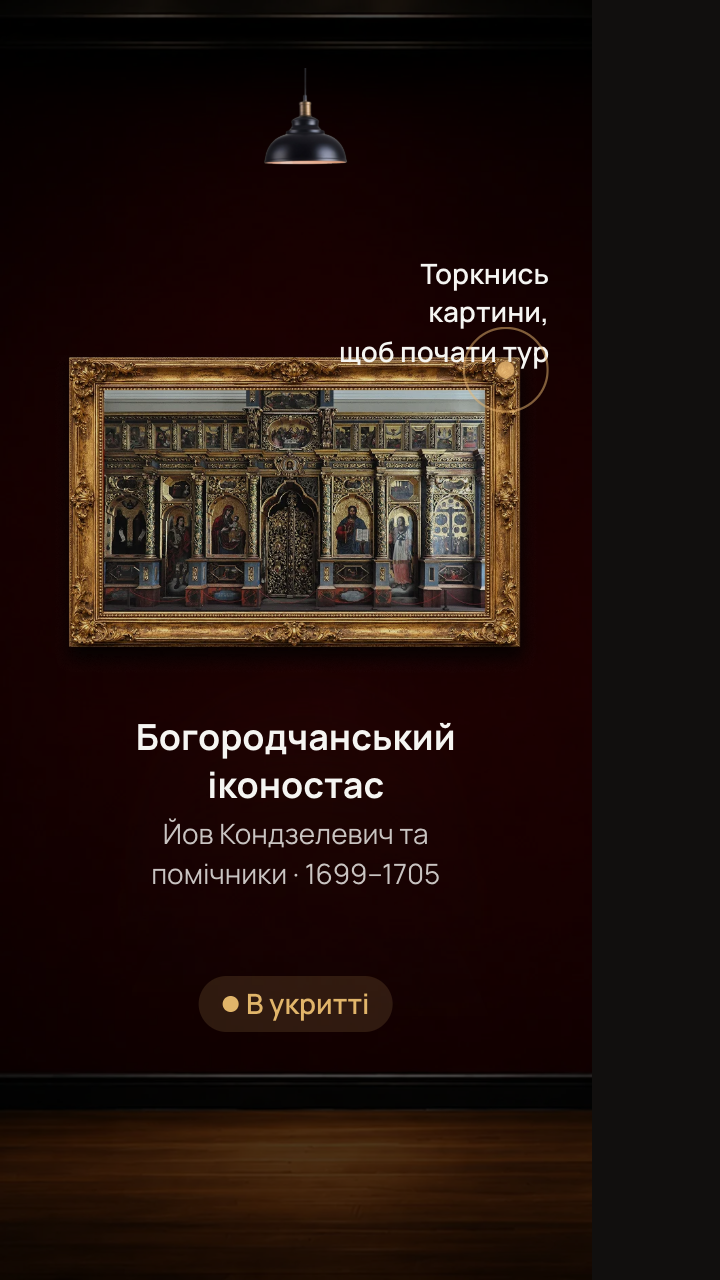 Торкнись
картини,
щоб почати тур
Богородчанський
іконостас
Йов Кондзелевич та
помічники · 1699–1705
В укритті